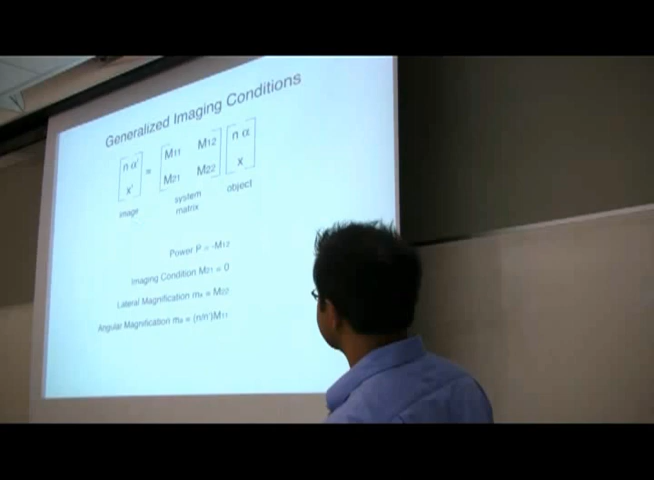 Generalized Imaging Conditions
[n α' x'] = [M11 M12 M21 M22] [n α x]
image system matrix object
Power P = -M12
Imaging Condition M21 = 0
Lateral Magnification mx = M22
Angular Magnification mα = (n/n')M11